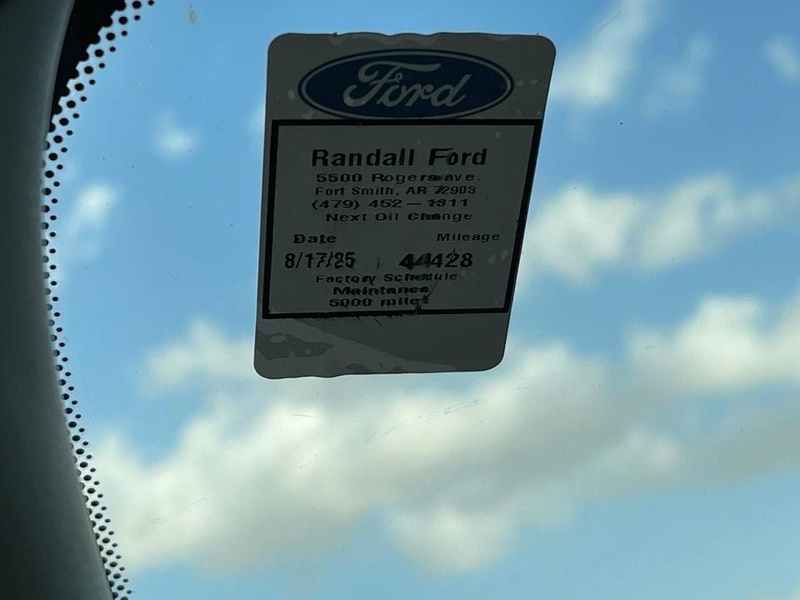 Ford
Randall Ford
5500 Rogers ave.
Fort Smith, AR 72903
(479) 452-1311
Next Oil Change
Date Mileage
8/17/25 44428
Factory Schedule
Maintance
5000 miles